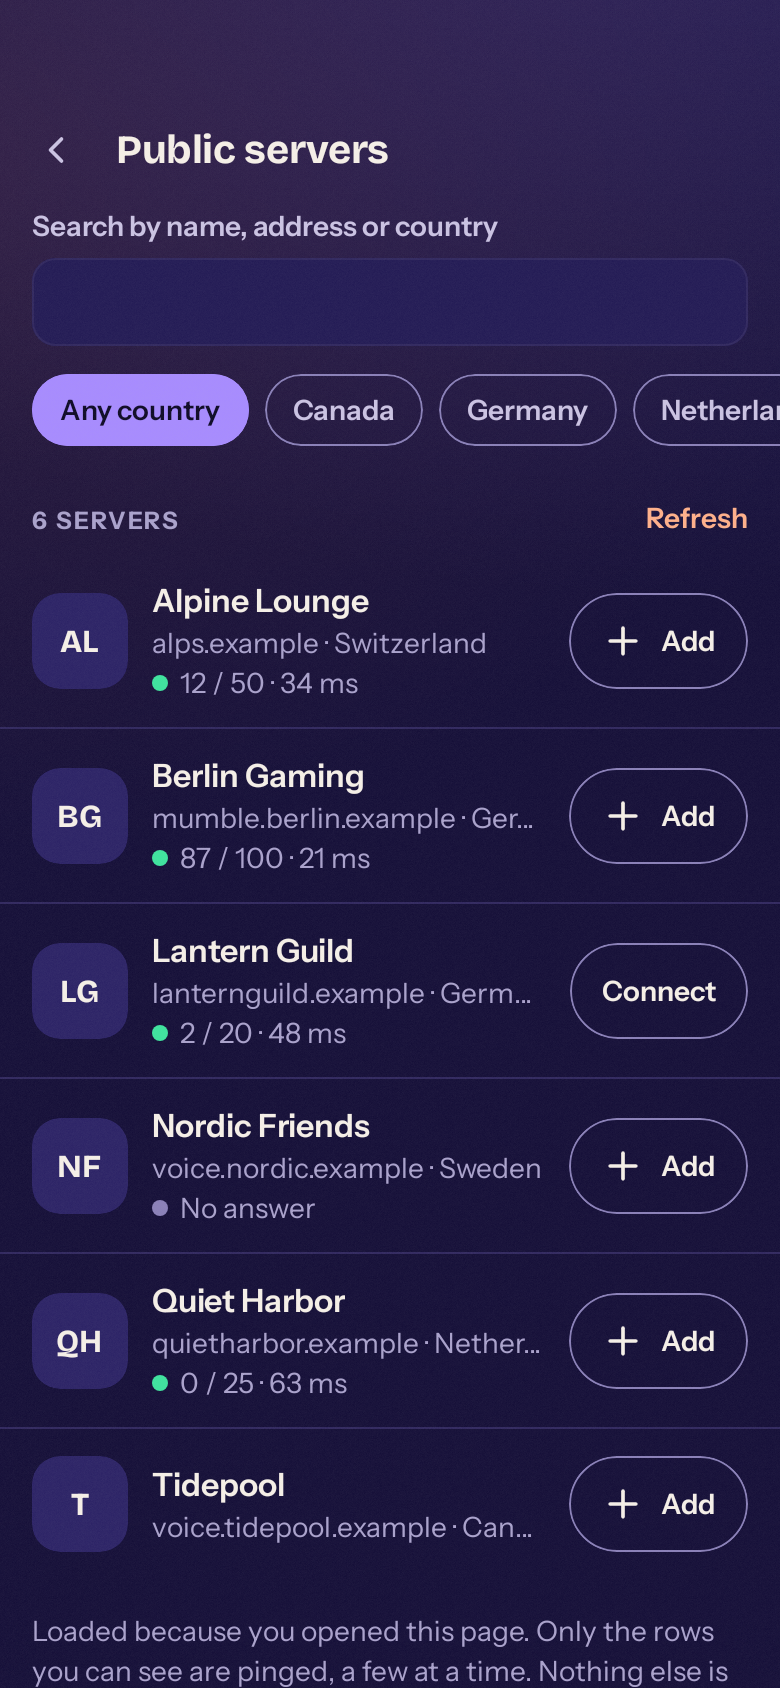 Public servers
Search by name, address or country
Any country
Canada
Germany
Netherlan
6 SERVERS
Refresh
AL
Alpine Lounge
alps.example · Switzerland
12 / 50 · 34 ms
Add
BG
Berlin Gaming
mumble.berlin.example · Ger...
87 / 100 · 21 ms
Add
LG
Lantern Guild
lanternguild.example · Germ...
2 / 20 · 48 ms
Connect
NF
Nordic Friends
voice.nordic.example · Sweden
No answer
Add
QH
Quiet Harbor
quietharbor.example · Nether...
0 / 25 · 63 ms
Add
T
Tidepool
voice.tidepool.example · Can...
Add
Loaded because you opened this page. Only the rows
you can see are pinged, a few at a time. Nothing else is